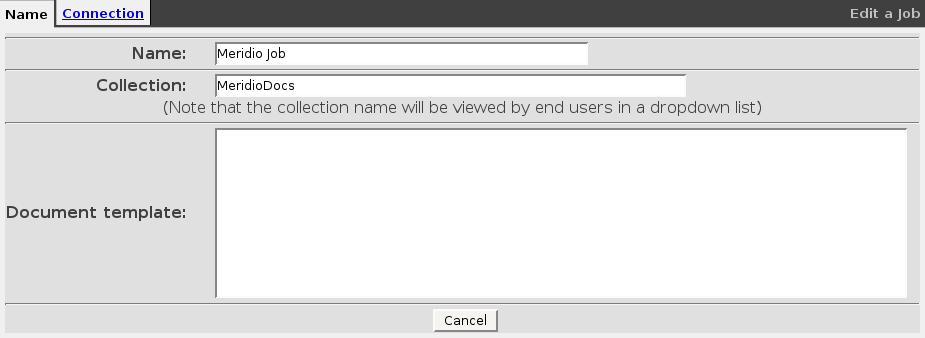 Name Connection Edit a Job
Name: Meridio Job
Collection: MeridioDocs
(Note that the collection name will be viewed by end users in a dropdown list)
Document template:
Cancel